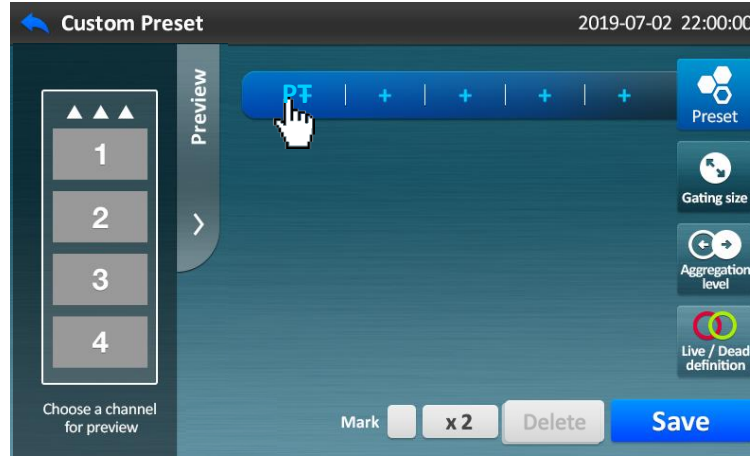 Custom Preset
2019-07-02 22:00:00
Preview
1
2
3
4
Choose a channel
for preview
PT
+
+
+
+
Preset
Gating size
Aggregation
level
Live / Dead
definition
Mark
x 2
Delete
Save